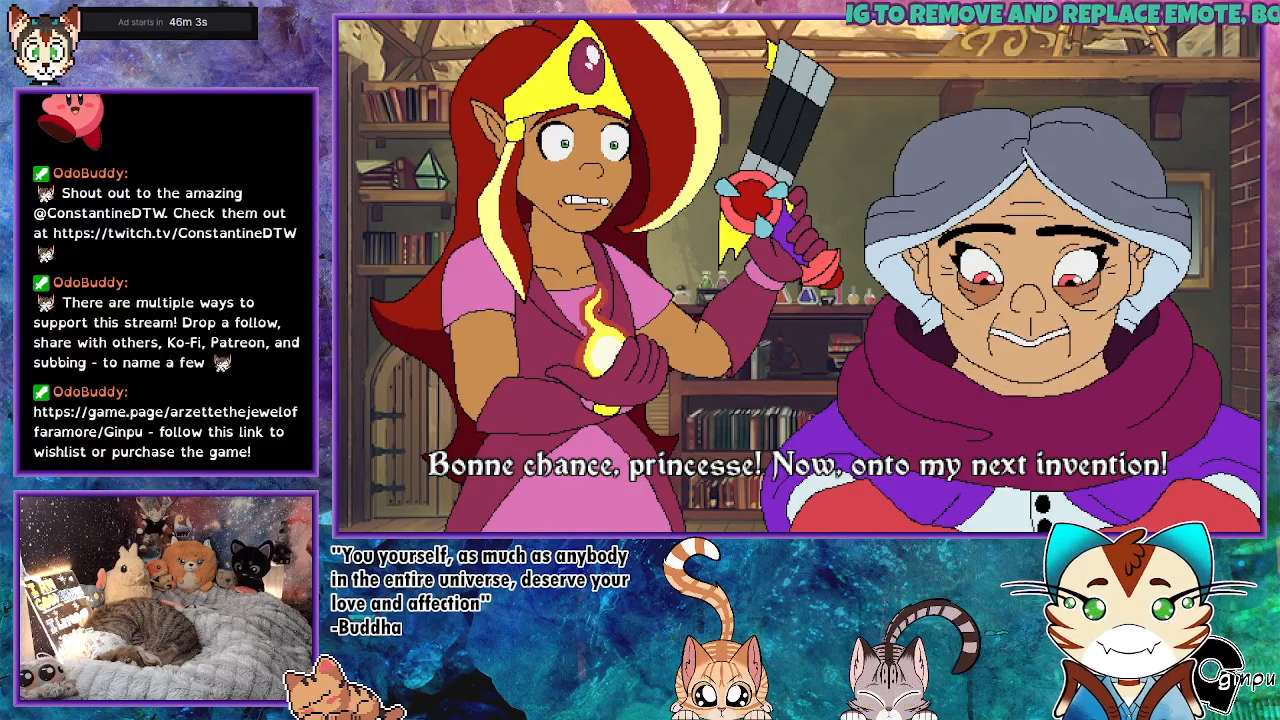 Ad starts in 46m 3s
IG TO REMOVE AND REPLACE EMOTE, BO
OdoBuddy:
Shout out to the amazing
@ConstantineDTW. Check them out
at https://twitch.tv/ConstantineDTW
OdoBuddy:
There are multiple ways to
support this stream! Drop a follow,
share with others, Ko-Fi, Patreon, and
subbing - to name a few
OdoBuddy:
https://game.page/arzettethejewelof
faramore/Ginpu - follow this link to
wishlist or purchase the game!
Bonne chance, princesse! Now, onto my next invention!
"You yourself, as much as anybody
in the entire universe, deserve your
love and affection"
-Buddha
ginpu